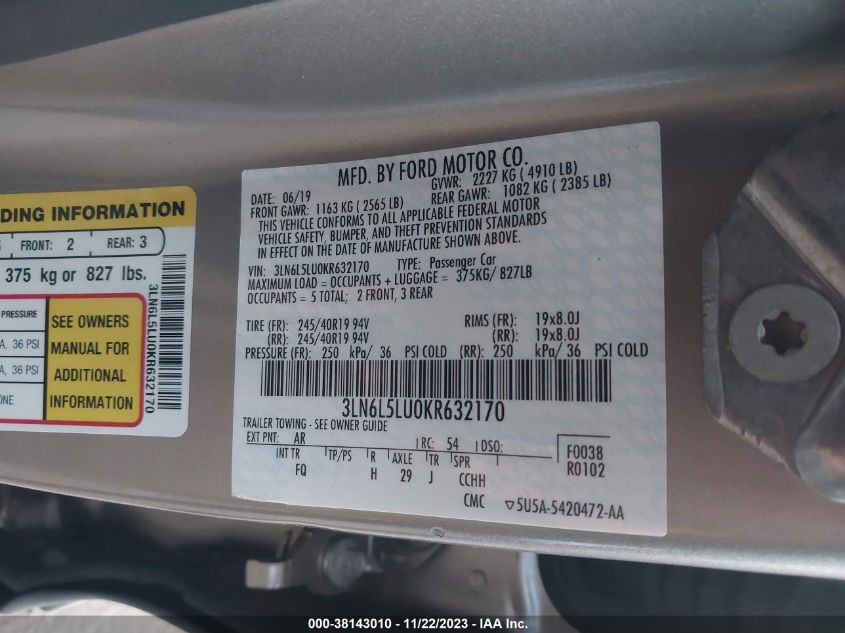 DING INFORMATION
FRONT: 2 REAR: 3
375 kg or 827 lbs.
PRESSURE
A, 36 PSI
A, 36 PSI
ONE
SEE OWNERS
MANUAL FOR
ADDITIONAL
INFORMATION
3LN6L5LU0KR632170
MFD. BY FORD MOTOR CO.
DATE: 06/19 GVWR: 2227 KG ( 4910 LB)
FRONT GAWR: 1163 KG ( 2565 LB) REAR GAWR: 1082 KG ( 2385 LB)
THIS VEHICLE CONFORMS TO ALL APPLICABLE FEDERAL MOTOR
VEHICLE SAFETY, BUMPER, AND THEFT PREVENTION STANDARDS
IN EFFECT ON THE DATE OF MANUFACTURE SHOWN ABOVE.
VIN: 3LN6L5LU0KR632170 TYPE: Passenger Car
MAXIMUM LOAD = OCCUPANTS + LUGGAGE = 375KG/ 827LB
OCCUPANTS = 5 TOTAL; 2 FRONT, 3 REAR
TIRE (FR): 245/40R19 94V RIMS (FR): 19x8.0J
(RR): 245/40R19 94V (RR): 19x8.0J
PRESSURE (FR): 250 kPa/ 36 PSI COLD (RR): 250 kPa/ 36 PSI COLD
3LN6L5LU0KR632170
TRAILER TOWING - SEE OWNER GUIDE
EXT PNT: AR RC: 54 DSO: F0038
INT TR TP/PS R AXLE TR SPR R0102
FQ H 29 J CCHH
CMC ▽5U5A-5420472-AA
000-38143010 - 11/22/2023 - IAA Inc.